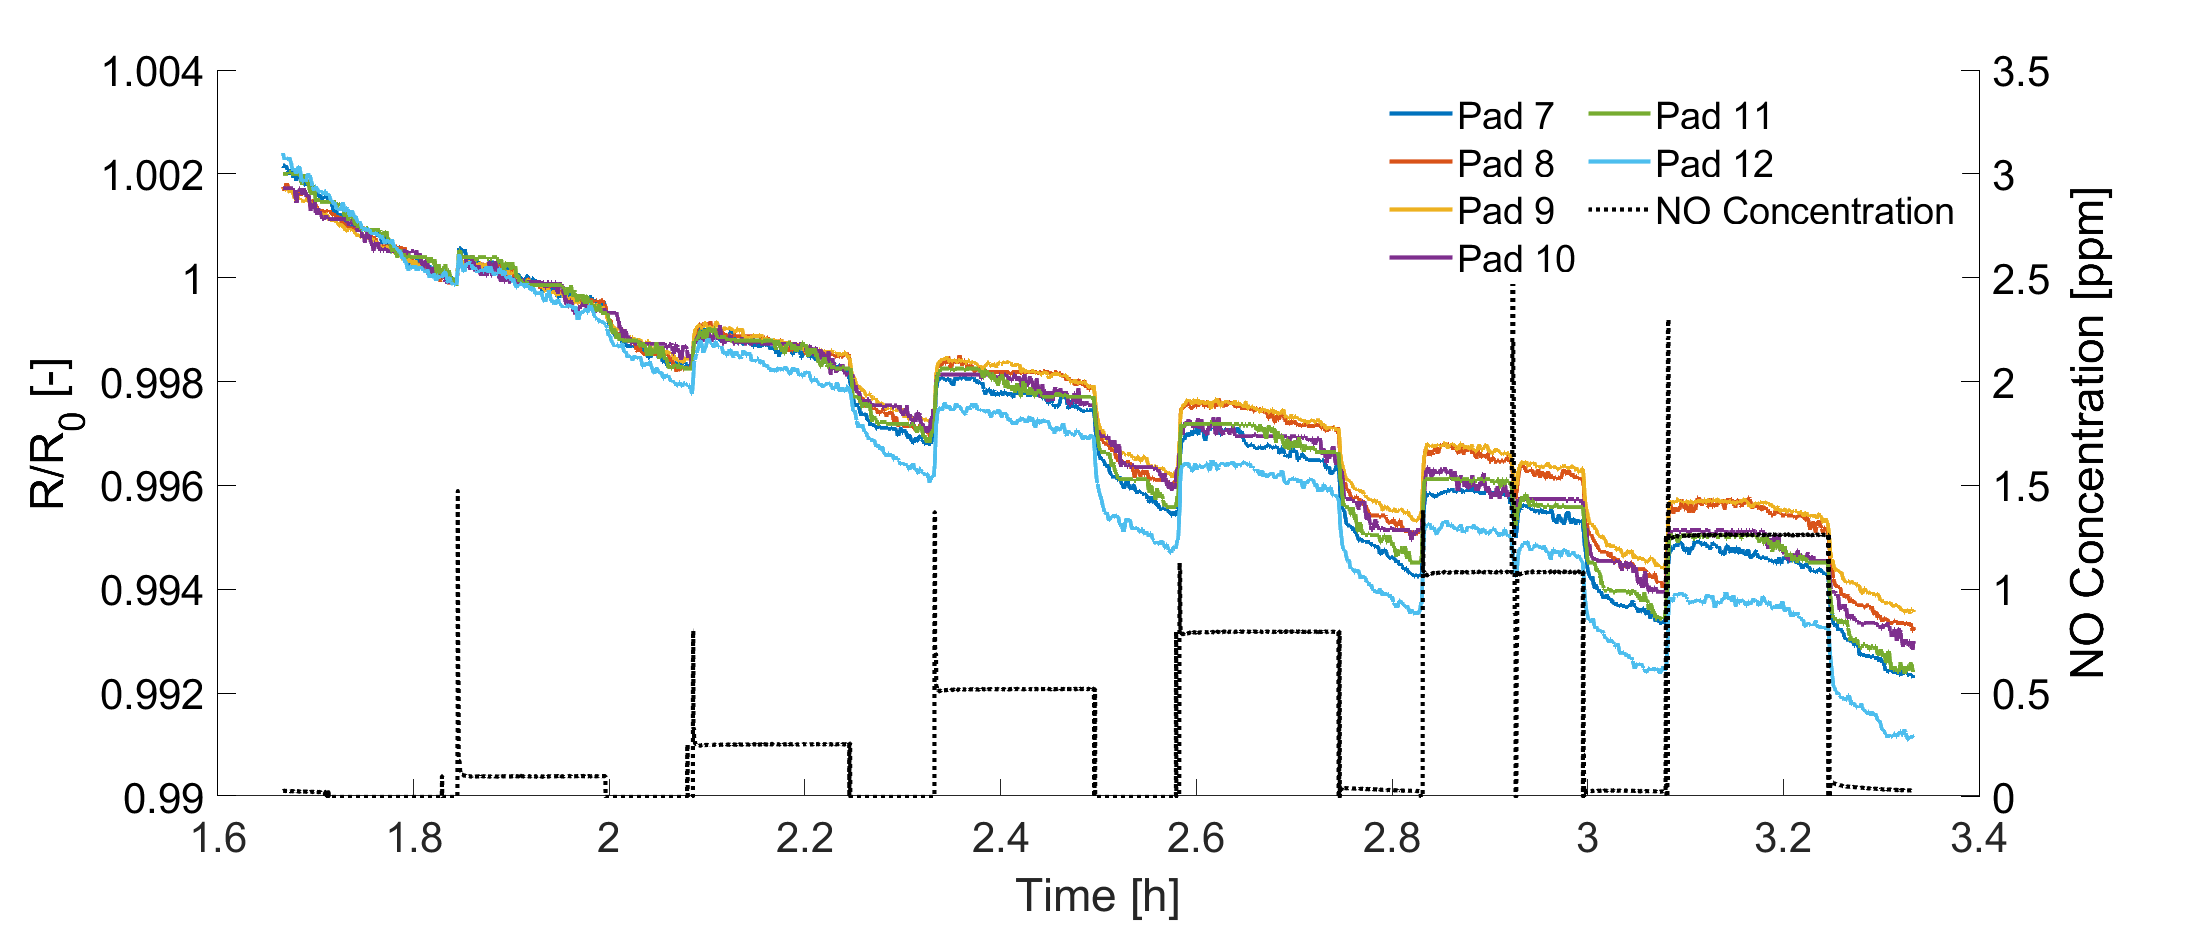 1.004
1.002
1
0.998
0.996
0.994
0.992
0.99
R/R0 [-]
3.5
3
2.5
2
1.5
1
0.5
0
NO Concentration [ppm]
Pad 7
Pad 8
Pad 9
Pad 10
Pad 11
Pad 12
NO Concentration
1.6
1.8
2
2.2
2.4
2.6
2.8
3
3.2
3.4
Time [h]